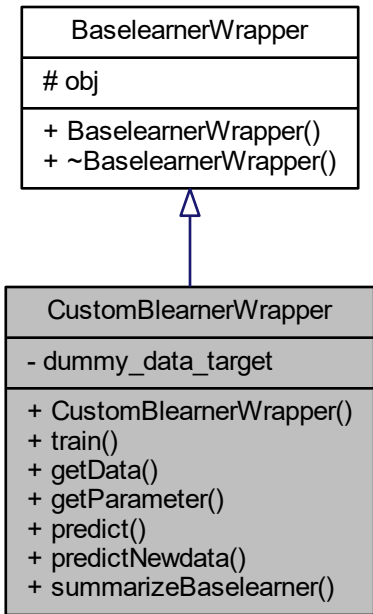 BaselearnerWrapper
# obj
+ BaselearnerWrapper()
+ ~BaselearnerWrapper()
CustomBlearnerWrapper
- dummy_data_target
+ CustomBlearnerWrapper()
+ train()
+ getData()
+ getParameter()
+ predict()
+ predictNewdata()
+ summarizeBaselearner()